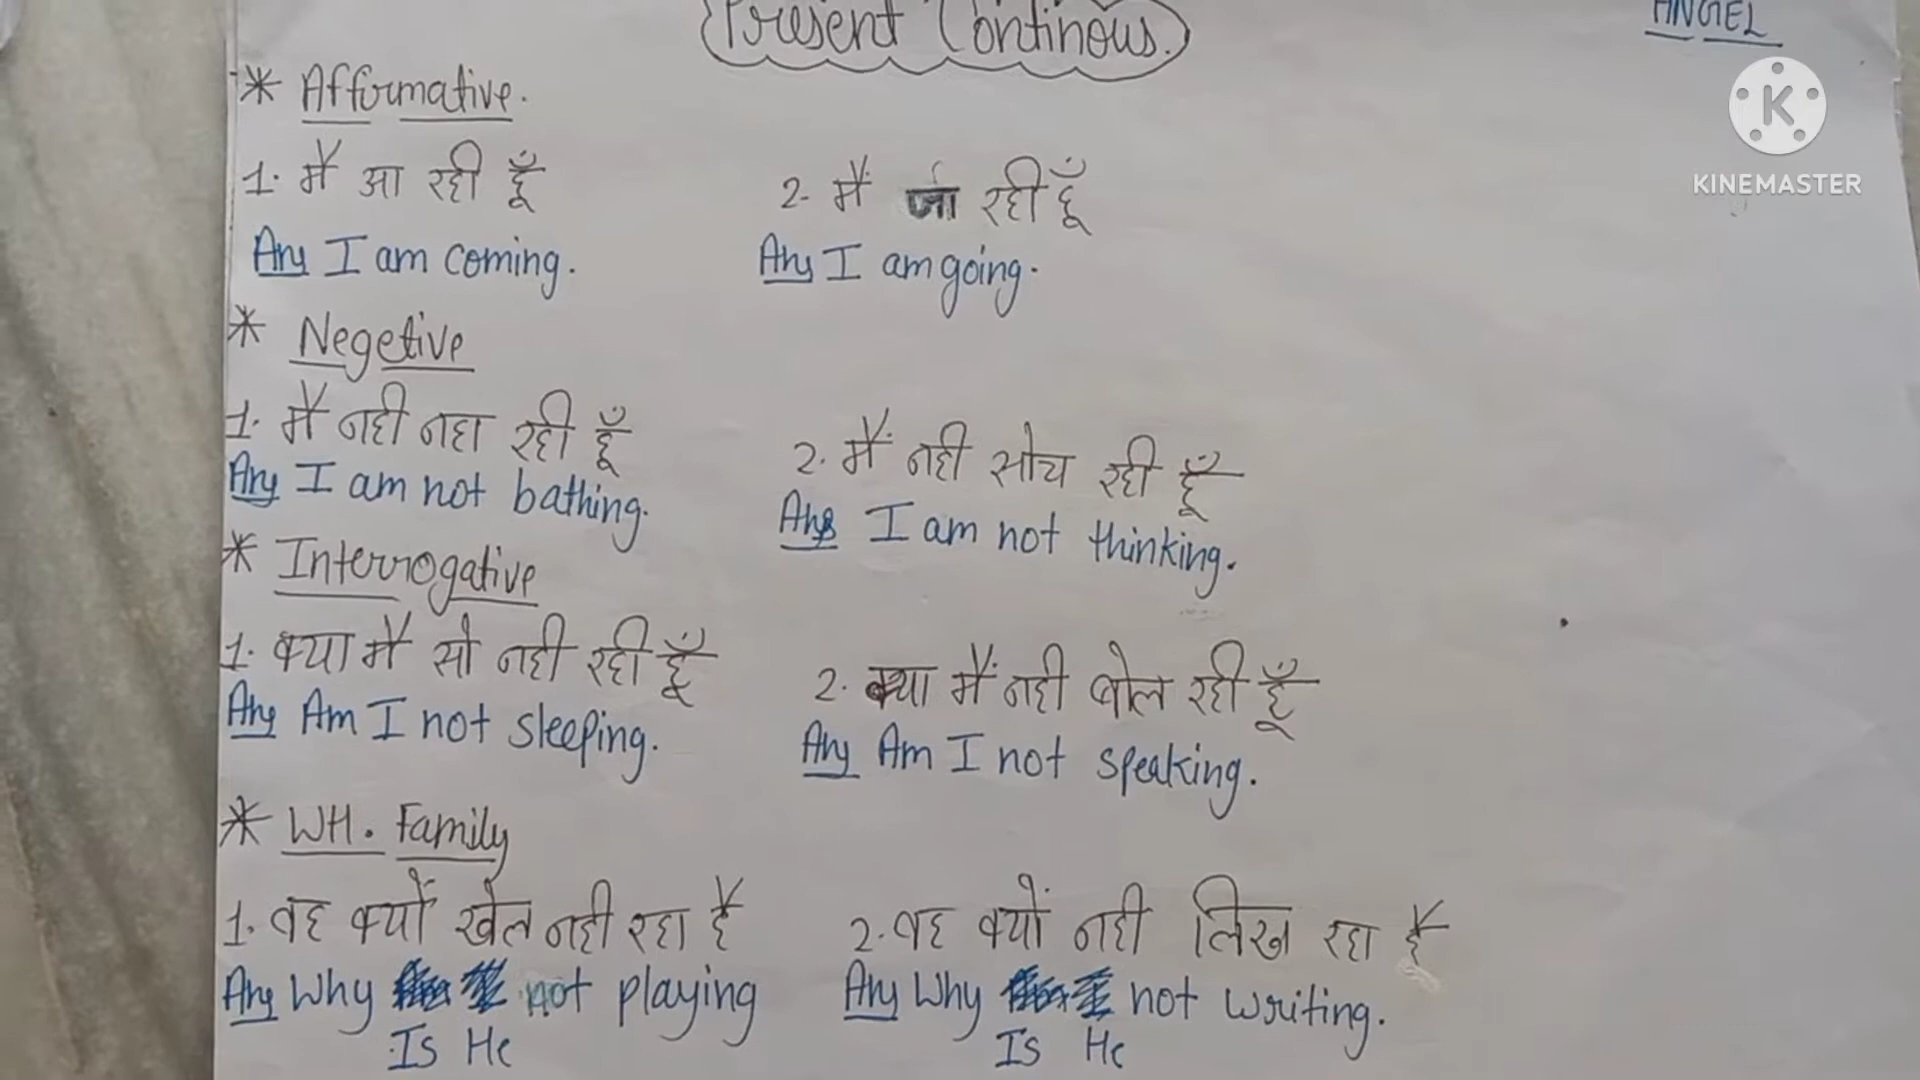 Present Continous.
ANGEL
KINEMASTER
* Affirmative.
1. मैं आ रही हूँ
2. मैं जा रही हूँ
Ans I am coming.
Ans I am going.
* Negetive
1. मैं नही नहा रही हूँ
2. मैं नही सोच रही हूँ
Ans I am not bathing.
Ans I am not thinking.
* Interrogative
1. क्या मैं सो नही रही हूँ
2. क्या मैं नही बोल रही हूँ
Ans Am I not sleeping.
Ans Am I not speaking.
* WH. Family
1. वह क्यों खेल नही रहा है
2. वह क्यों नही लिख रहा है
Ans Why Is He not playing
Ans Why Is He not writing.